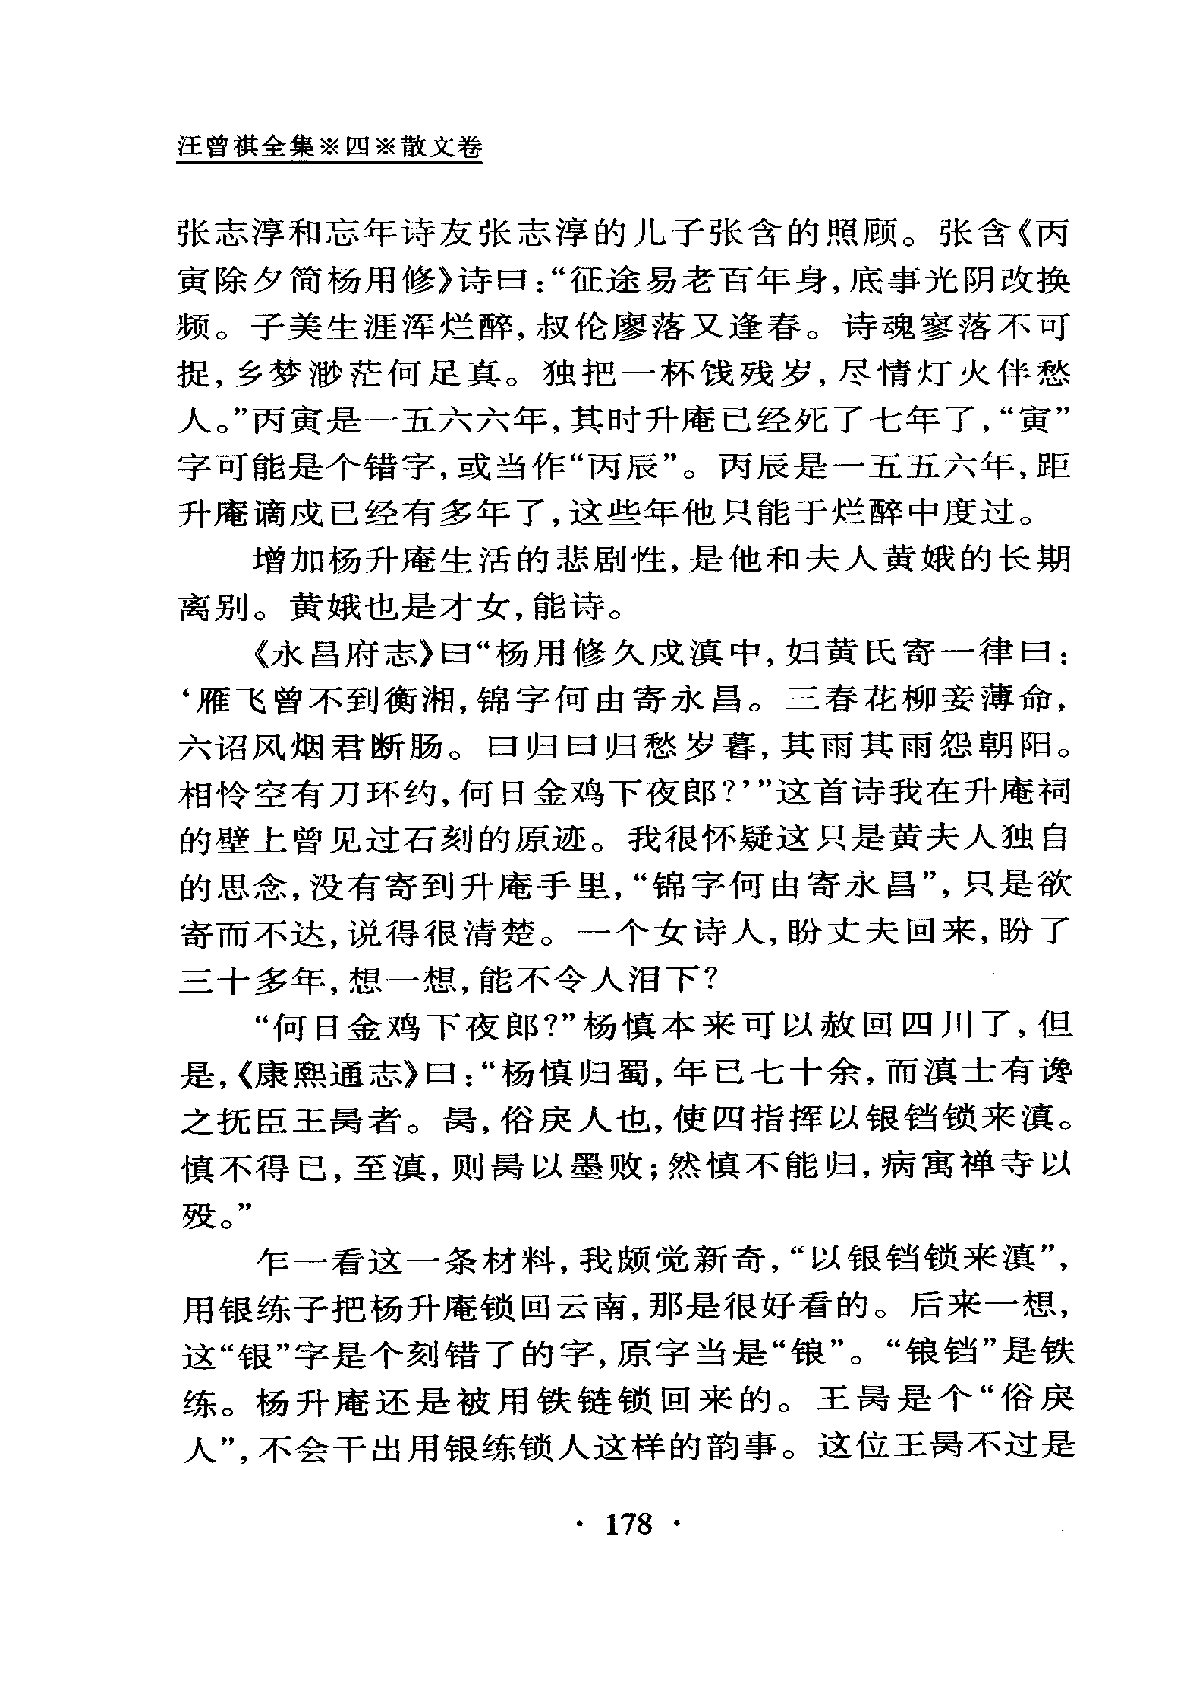 汪曾祺全集※四※散文卷
张志淳和忘年诗友张志淳的儿子张含的照顾。张含《丙
寅除夕简杨用修》诗曰：“征途易老百年身，底事光阴改换
频。子美生涯浑烂醉，叔伦廖落又逢春。诗魂寥落不可
捉，乡梦渺茫何足真。独把一杯饯残岁，尽情灯火伴愁
人。”丙寅是一五六六年，其时升庵已经死了七年了，“寅”
字可能是个错字，或当作“丙辰”。丙辰是一五五六年，距
升庵谪戍已经有多年了，这些年他只能于烂醉中度过。
增加杨升庵生活的悲剧性，是他和夫人黄娥的长期
离别。黄娥也是才女，能诗。
《永昌府志》曰“杨用修久戍滇中，妇黄氏寄一律曰：
‘雁飞曾不到衡湘，锦字何由寄永昌。三春花柳妾薄命，
六诏风烟君断肠。曰归曰归愁岁暮，其雨其雨怨朝阳。
相怜空有刀环约，何日金鸡下夜郎？’”这首诗我在升庵祠
的壁上曾见过石刻的原迹。我很怀疑这只是黄夫人独自
的思念，没有寄到升庵手里，“锦字何由寄永昌”，只是欲
寄而不达，说得很清楚。一个女诗人，盼丈夫回来，盼了
三十多年，想一想，能不令人泪下？
“何日金鸡下夜郎？”杨慎本来可以赦回四川了，但
是，《康熙通志》曰：“杨慎归蜀，年已七十余，而滇士有谗
之抚臣王昺者。昺，俗戾人也，使四指挥以银铛锁来滇。
慎不得已，至滇，则昺以墨败；然慎不能归，病寓禅寺以
殁。”
乍一看这一条材料，我颇觉新奇，“以银铛锁来滇”，
用银练子把杨升庵锁回云南，那是很好看的。后来一想，
这“银”字是个刻错了的字，原字当是“锒”。“锒铛”是铁
练。杨升庵还是被用铁链锁回来的。王昺是个“俗戾
人”，不会干出用银练锁人这样的韵事。这位王昺不过是
· 178 ·